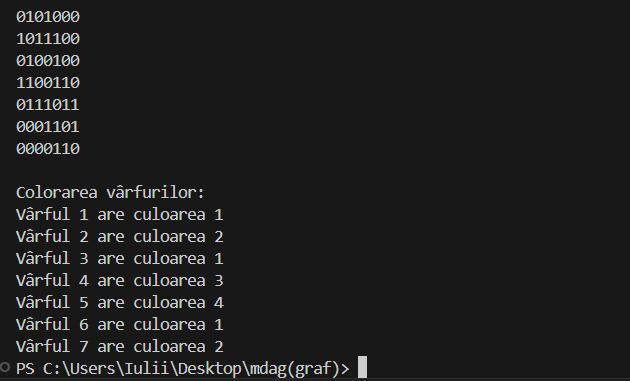 0101000
1011100
0100100
1100110
0111011
0001101
0000110
Colorarea vârfurilor:
Vârful 1 are culoarea 1
Vârful 2 are culoarea 2
Vârful 3 are culoarea 1
Vârful 4 are culoarea 3
Vârful 5 are culoarea 4
Vârful 6 are culoarea 1
Vârful 7 are culoarea 2
PS C:\Users\Iulii\Desktop\mdag(graf)>